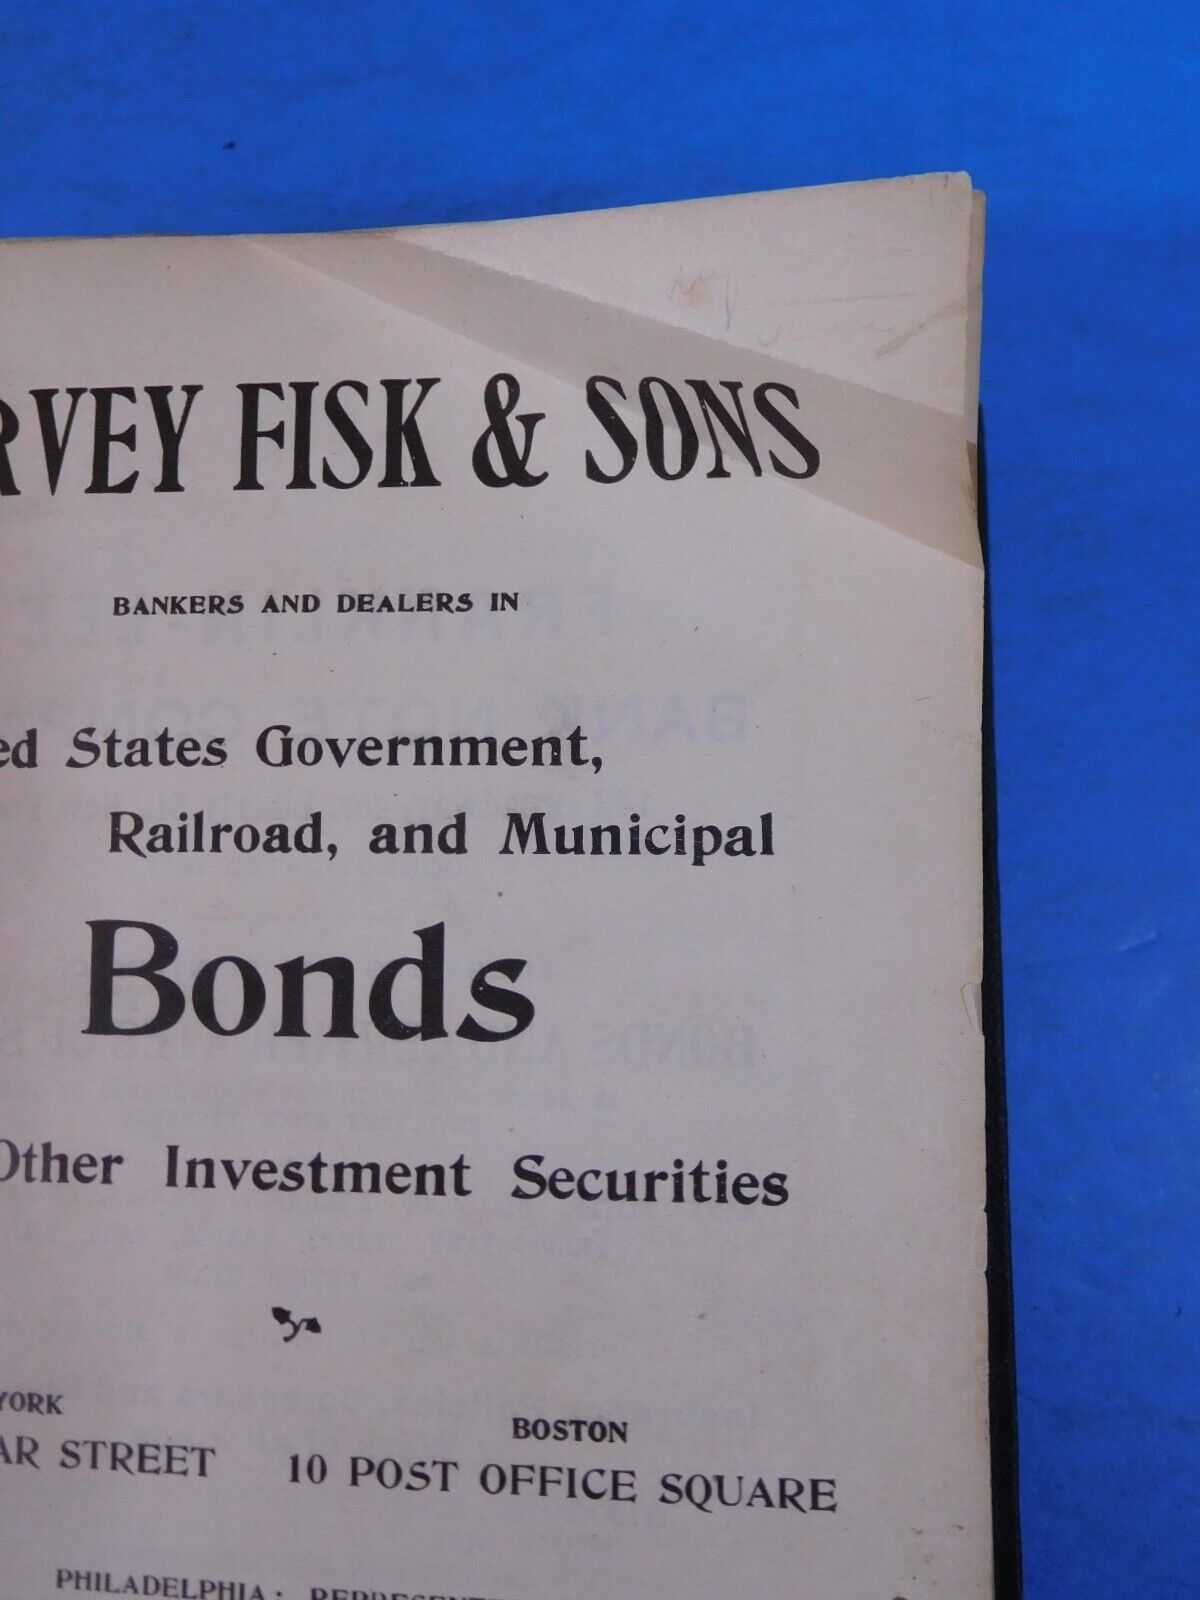 RVEY FISK & SONS
BANKERS AND DEALERS IN
ed States Government,
Railroad, and Municipal
Bonds
Other Investment Securities
YORK
BOSTON
AR STREET
10 POST OFFICE SQUARE
PHILADELPHIA: